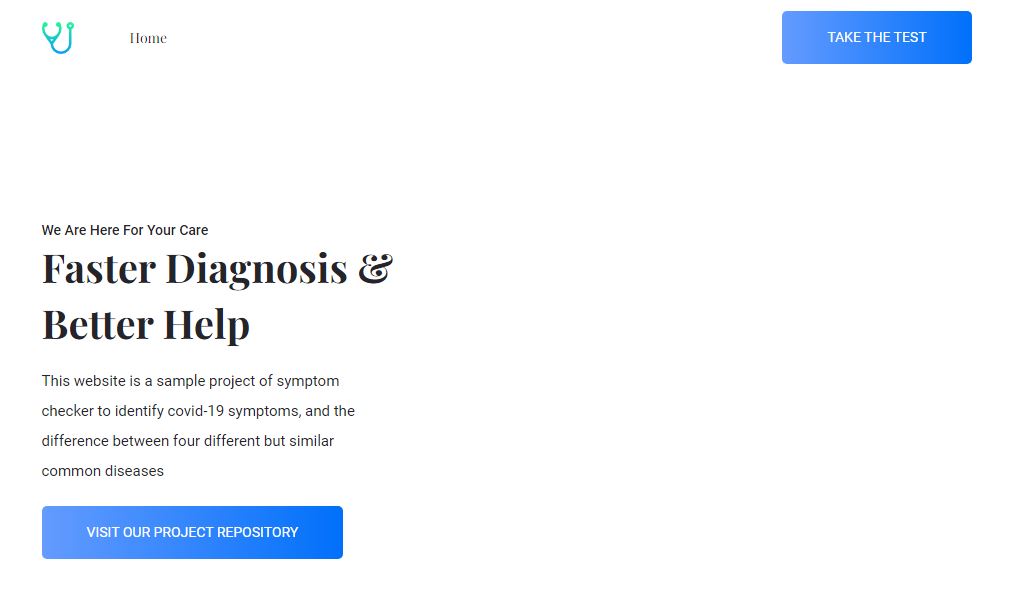 Home
TAKE THE TEST
We Are Here For Your Care
Faster Diagnosis &
Better Help
This website is a sample project of symptom
checker to identify covid-19 symptoms, and the
difference between four different but similar
common diseases
VISIT OUR PROJECT REPOSITORY